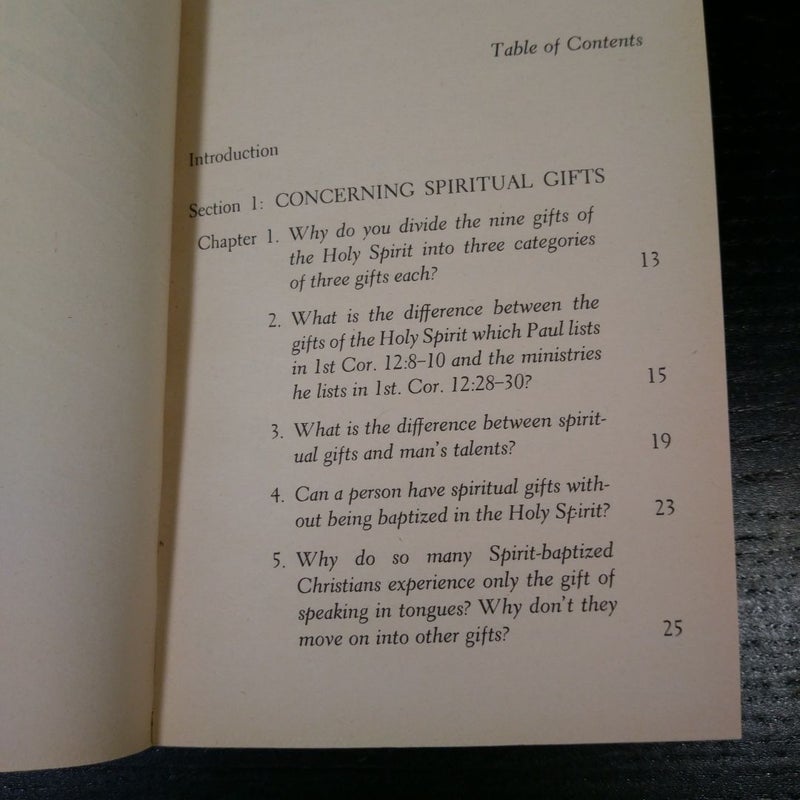 Table of Contents
Introduction
Section 1: CONCERNING SPIRITUAL GIFTS
Chapter 1. Why do you divide the nine gifts of
the Holy Spirit into three categories
of three gifts each? 13
2. What is the difference between the
gifts of the Holy Spirit which Paul lists
in 1st Cor. 12:8–10 and the ministries
he lists in 1st. Cor. 12:28–30? 15
3. What is the difference between spirit-
ual gifts and man's talents? 19
4. Can a person have spiritual gifts with-
out being baptized in the Holy Spirit? 23
5. Why do so many Spirit-baptized
Christians experience only the gift of
speaking in tongues? Why don't they
move on into other gifts? 25